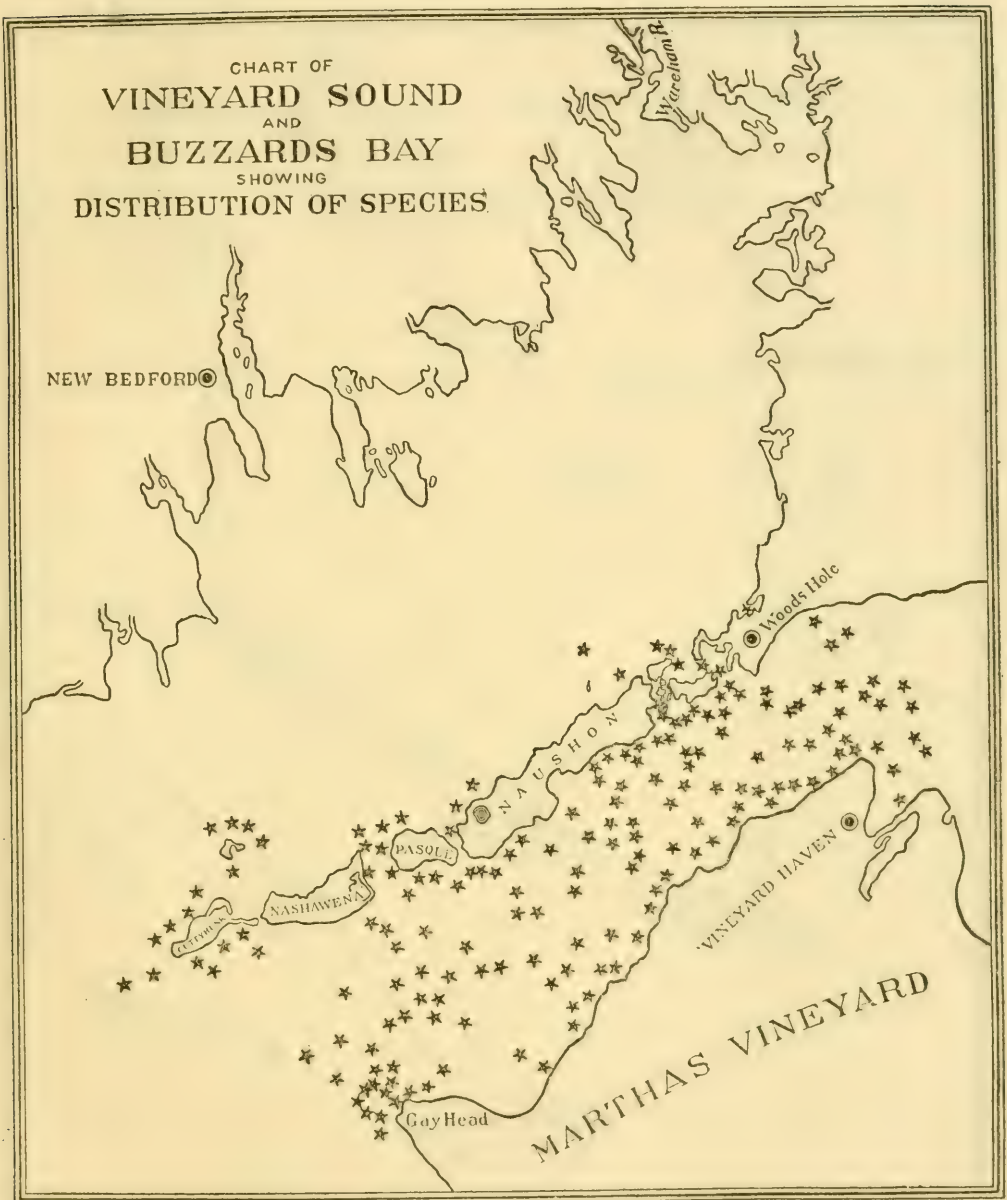 CHART OF
VINEYARD SOUND
AND
BUZZARDS BAY
SHOWING
DISTRIBUTION OF SPECIES
Wareham R.
NEW BEDFORD
Woods Hole
NAUSHON
PASQUE
NASHAWENA
CUTTYHUNK
VINEYARD HAVEN
MARTHAS VINEYARD
Gay Head